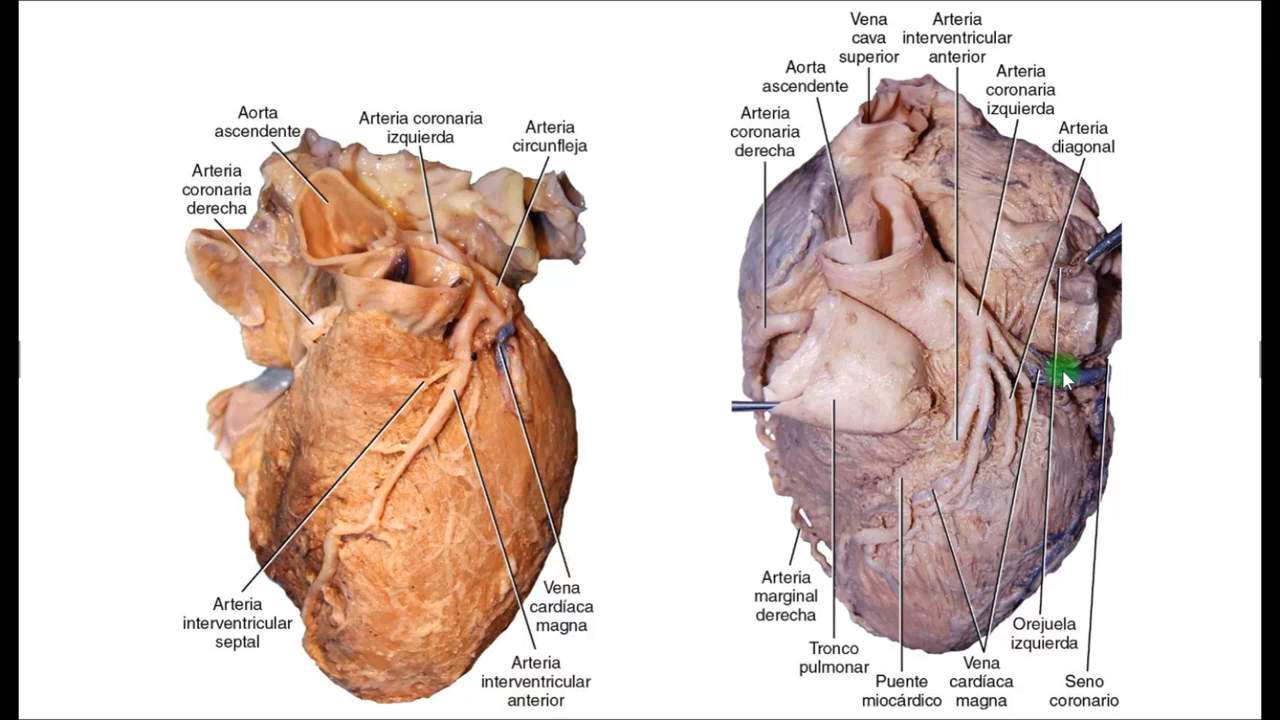 Aorta
ascendente
Arteria coronaria
izquierda
Arteria
circunfleja
Arteria
coronaria
derecha
Arteria
interventricular
septal
Vena
cardíaca
magna
Arteria
interventricular
anterior
Vena
cava
superior
Arteria
interventricular
anterior
Aorta
ascendente
Arteria
coronaria
izquierda
Arteria
coronaria
derecha
Arteria
diagonal
Arteria
marginal
derecha
Tronco
pulmonar
Puente
miocárdico
Vena
cardíaca
magna
Orejuela
izquierda
Seno
coronario